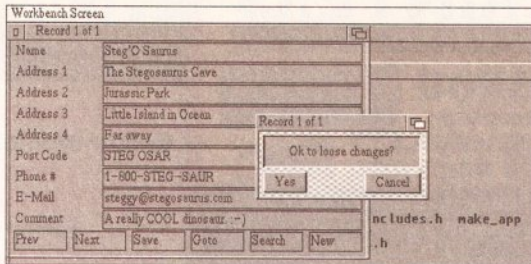 Workbench Screen
Record 1 of 1
Name Steg'O Saurus
Address 1 The Stegosaurus Cave
Address 2 Jurassic Park
Address 3 Little Island in Ocean
Address 4 Far away
Post Code STEG OSAR
Phone # 1-800-STEG-SAUR
E-Mail steggy@stegosaurus.com
Comment A really COOL dinosaur. :-)
Prev Next Save Goto Search New
Record 1 of 1
Ok to loose changes?
Yes Cancel
ncludes.h make_app
.h